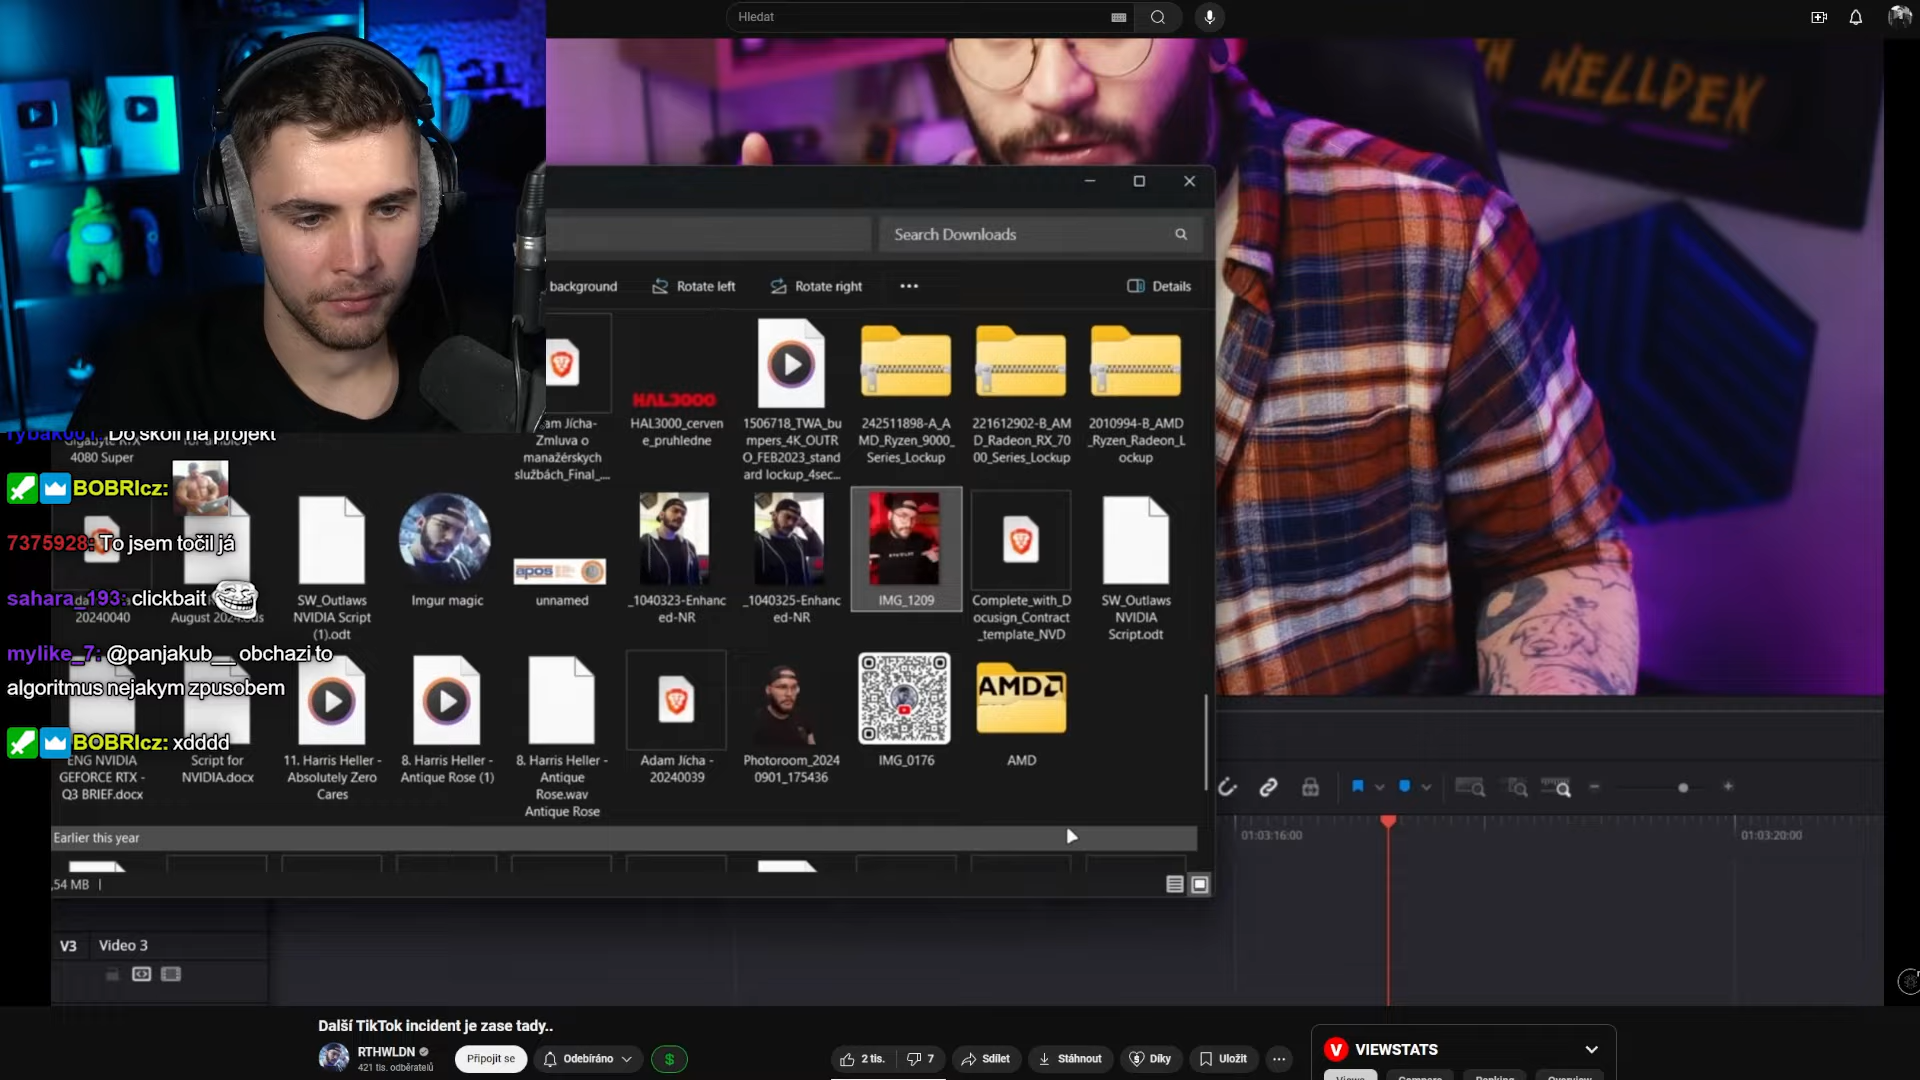 Hledat
Search Downloads
background
Rotate left
Rotate right
Details
am Jícha-
Zmluva o
manažérskych
službách_Final_...
HAL3000
HAL3000_cerven
e_pruhledne
1506718_TWA_bu
mpers_4K_OUTR
O_FEB2023_stand
ard lockup_4sec...
242511898-A_A
MD_Ryzen_9000_
Series_Lockup
221612902-B_AM
D_Radeon_RX_70
00_Series_Lockup
2010994-B_AMD
_Ryzen_Radeon_L
ockup
rybak001: Do skoli na projekt
4080 Super
BOBRIcz:
7375928: To jsem točil já
sahara_193: clickbait
20240040
SW_Outlaws
NVIDIA Script
(1).odt
Imgur magic
apos
unnamed
_1040323-Enhanc
ed-NR
_1040325-Enhanc
ed-NR
IMG_1209
Complete_with_D
ocusign_Contract
_template_NVD
SW_Outlaws
NVIDIA
Script.odt
mylike_7: @panjakub__ obchazi to
algoritmus nejakym zpusobem
BOBRIcz: xdddd
ENG NVIDIA
GEFORCE RTX -
Q3 BRIEF.docx
Script for
NVIDIA.docx
11. Harris Heller -
Absolutely Zero
Cares
8. Harris Heller -
Antique Rose (1)
8. Harris Heller -
Antique
Rose.wav
Antique Rose
Adam Jícha -
20240039
Photoroom_2024
0901_175436
IMG_0176
AMD
AMD
Earlier this year
54 MB
01:03:16:00
01:03:20:00
V3 Video 3
Další TikTok incident je zase tady..
RTHWLDN
421 tis. odběratelů
Připojit se
Odebíráno
2 tis.
7
Sdílet
Stáhnout
Díky
Uložit
VIEWSTATS